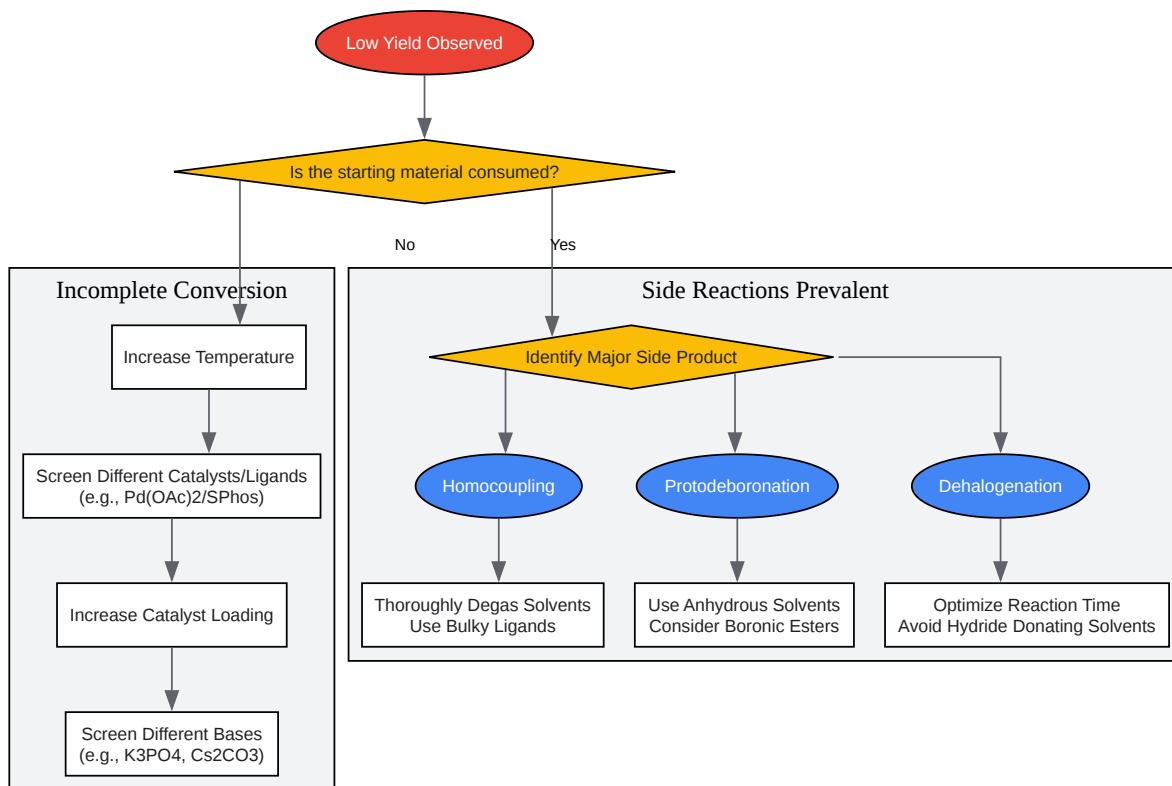 Low Yield Observed
Is the starting material consumed?
No
Yes
Incomplete Conversion
Increase Temperature
Screen Different Catalysts/Ligands
(e.g., Pd(OAc)2/SPhos)
Increase Catalyst Loading
Screen Different Bases
(e.g., K3PO4, Cs2CO3)
Side Reactions Prevalent
Identify Major Side Product
Homocoupling
Protodeboronation
Dehalogenation
Thoroughly Degas Solvents
Use Bulky Ligands
Use Anhydrous Solvents
Consider Boronic Esters
Optimize Reaction Time
Avoid Hydride Donating Solvents